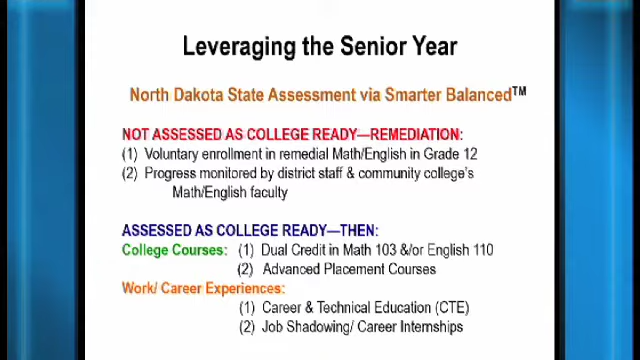 Leveraging the Senior Year
North Dakota State Assessment via Smarter Balanced™
NOT ASSESSED AS COLLEGE READY—REMEDIATION:
(1) Voluntary enrollment in remedial Math/English in Grade 12
(2) Progress monitored by district staff & community college's
Math/English faculty
ASSESSED AS COLLEGE READY—THEN:
College Courses: (1) Dual Credit in Math 103 &/or English 110
(2) Advanced Placement Courses
Work/ Career Experiences:
(1) Career & Technical Education (CTE)
(2) Job Shadowing/ Career Internships